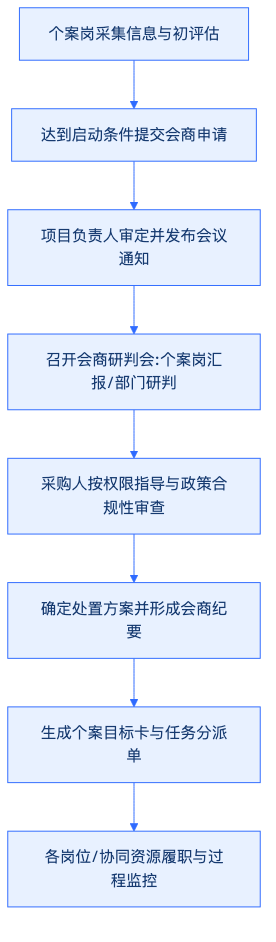 个案岗采集信息与初评估
达到启动条件提交会商申请
项目负责人审定并发布会议
通知
召开会商研判会:个案岗汇
报/部门研判
采购人按权限指导与政策合
规性审查
确定处置方案并形成会商纪
要
生成个案目标卡与任务分派
单
各岗位/协同资源履职与过
程监控